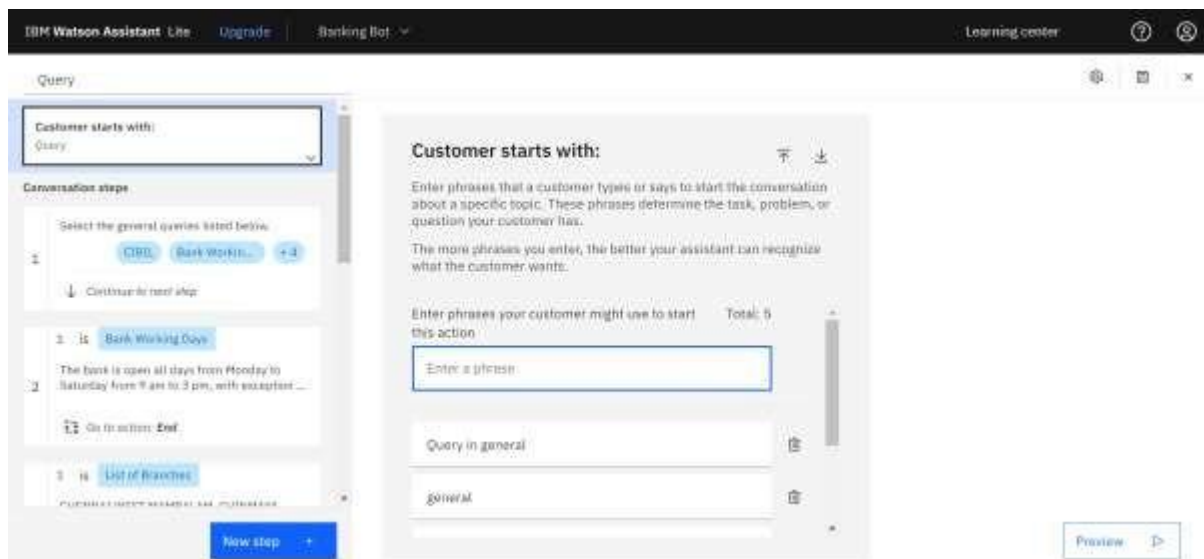 IBM Watson Assistant Lite Upgrade Banking Bot Learning center
Query
Customer starts with:
Query
Conversation steps
1
Select the general queries listed below.
CIBIL Bank Workin... + 4
Continue to next step
2
1 is Bank Working Days
The bank is open all days from Monday to
Saturday from 9 am to 3 pm, with exception ...
Go to action: End
1 is List of Branches
New step +
Customer starts with:
Enter phrases that a customer types or says to start the conversation
about a specific topic. These phrases determine the task, problem, or
question your customer has.
The more phrases you enter, the better your assistant can recognize
what the customer wants.
Enter phrases your customer might use to start Total: 5
this action
Enter a phrase
Query in general
general
Preview